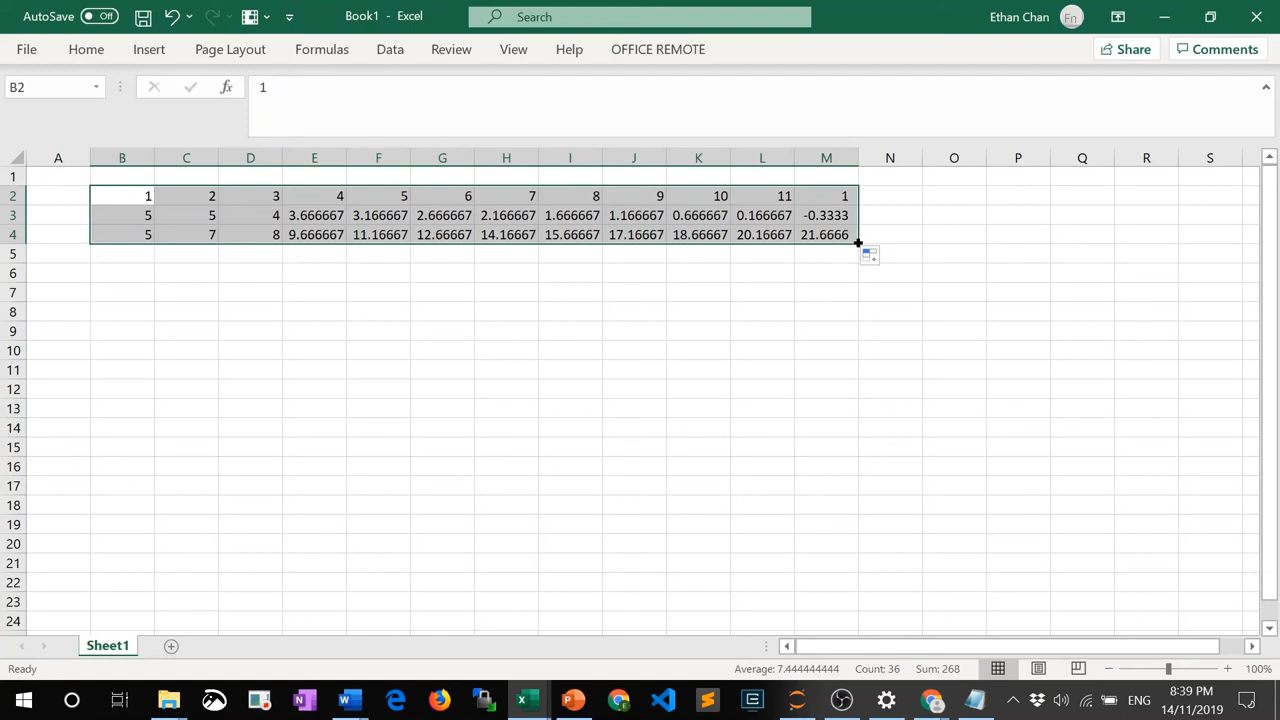 AutoSave Off Book1 - Excel Search Ethan Chan En
File Home Insert Page Layout Formulas Data Review View Help OFFICE REMOTE Share Comments
B2 fx 1
A B C D E F G H I J K L M N O P Q R S
1
2 1 2 3 4 5 6 7 8 9 10 11 1
3 5 5 4 3.666667 3.166667 2.666667 2.166667 1.666667 1.166667 0.666667 0.166667 -0.3333
4 5 7 8 9.666667 11.16667 12.66667 14.16667 15.66667 17.16667 18.66667 20.16667 21.6666
5
6
7
8
9
10
11
12
13
14
15
16
17
18
19
20
21
22
23
24
Sheet1
Ready Average: 7.444444444 Count: 36 Sum: 268 100%
ENG 8:39 PM
14/11/2019